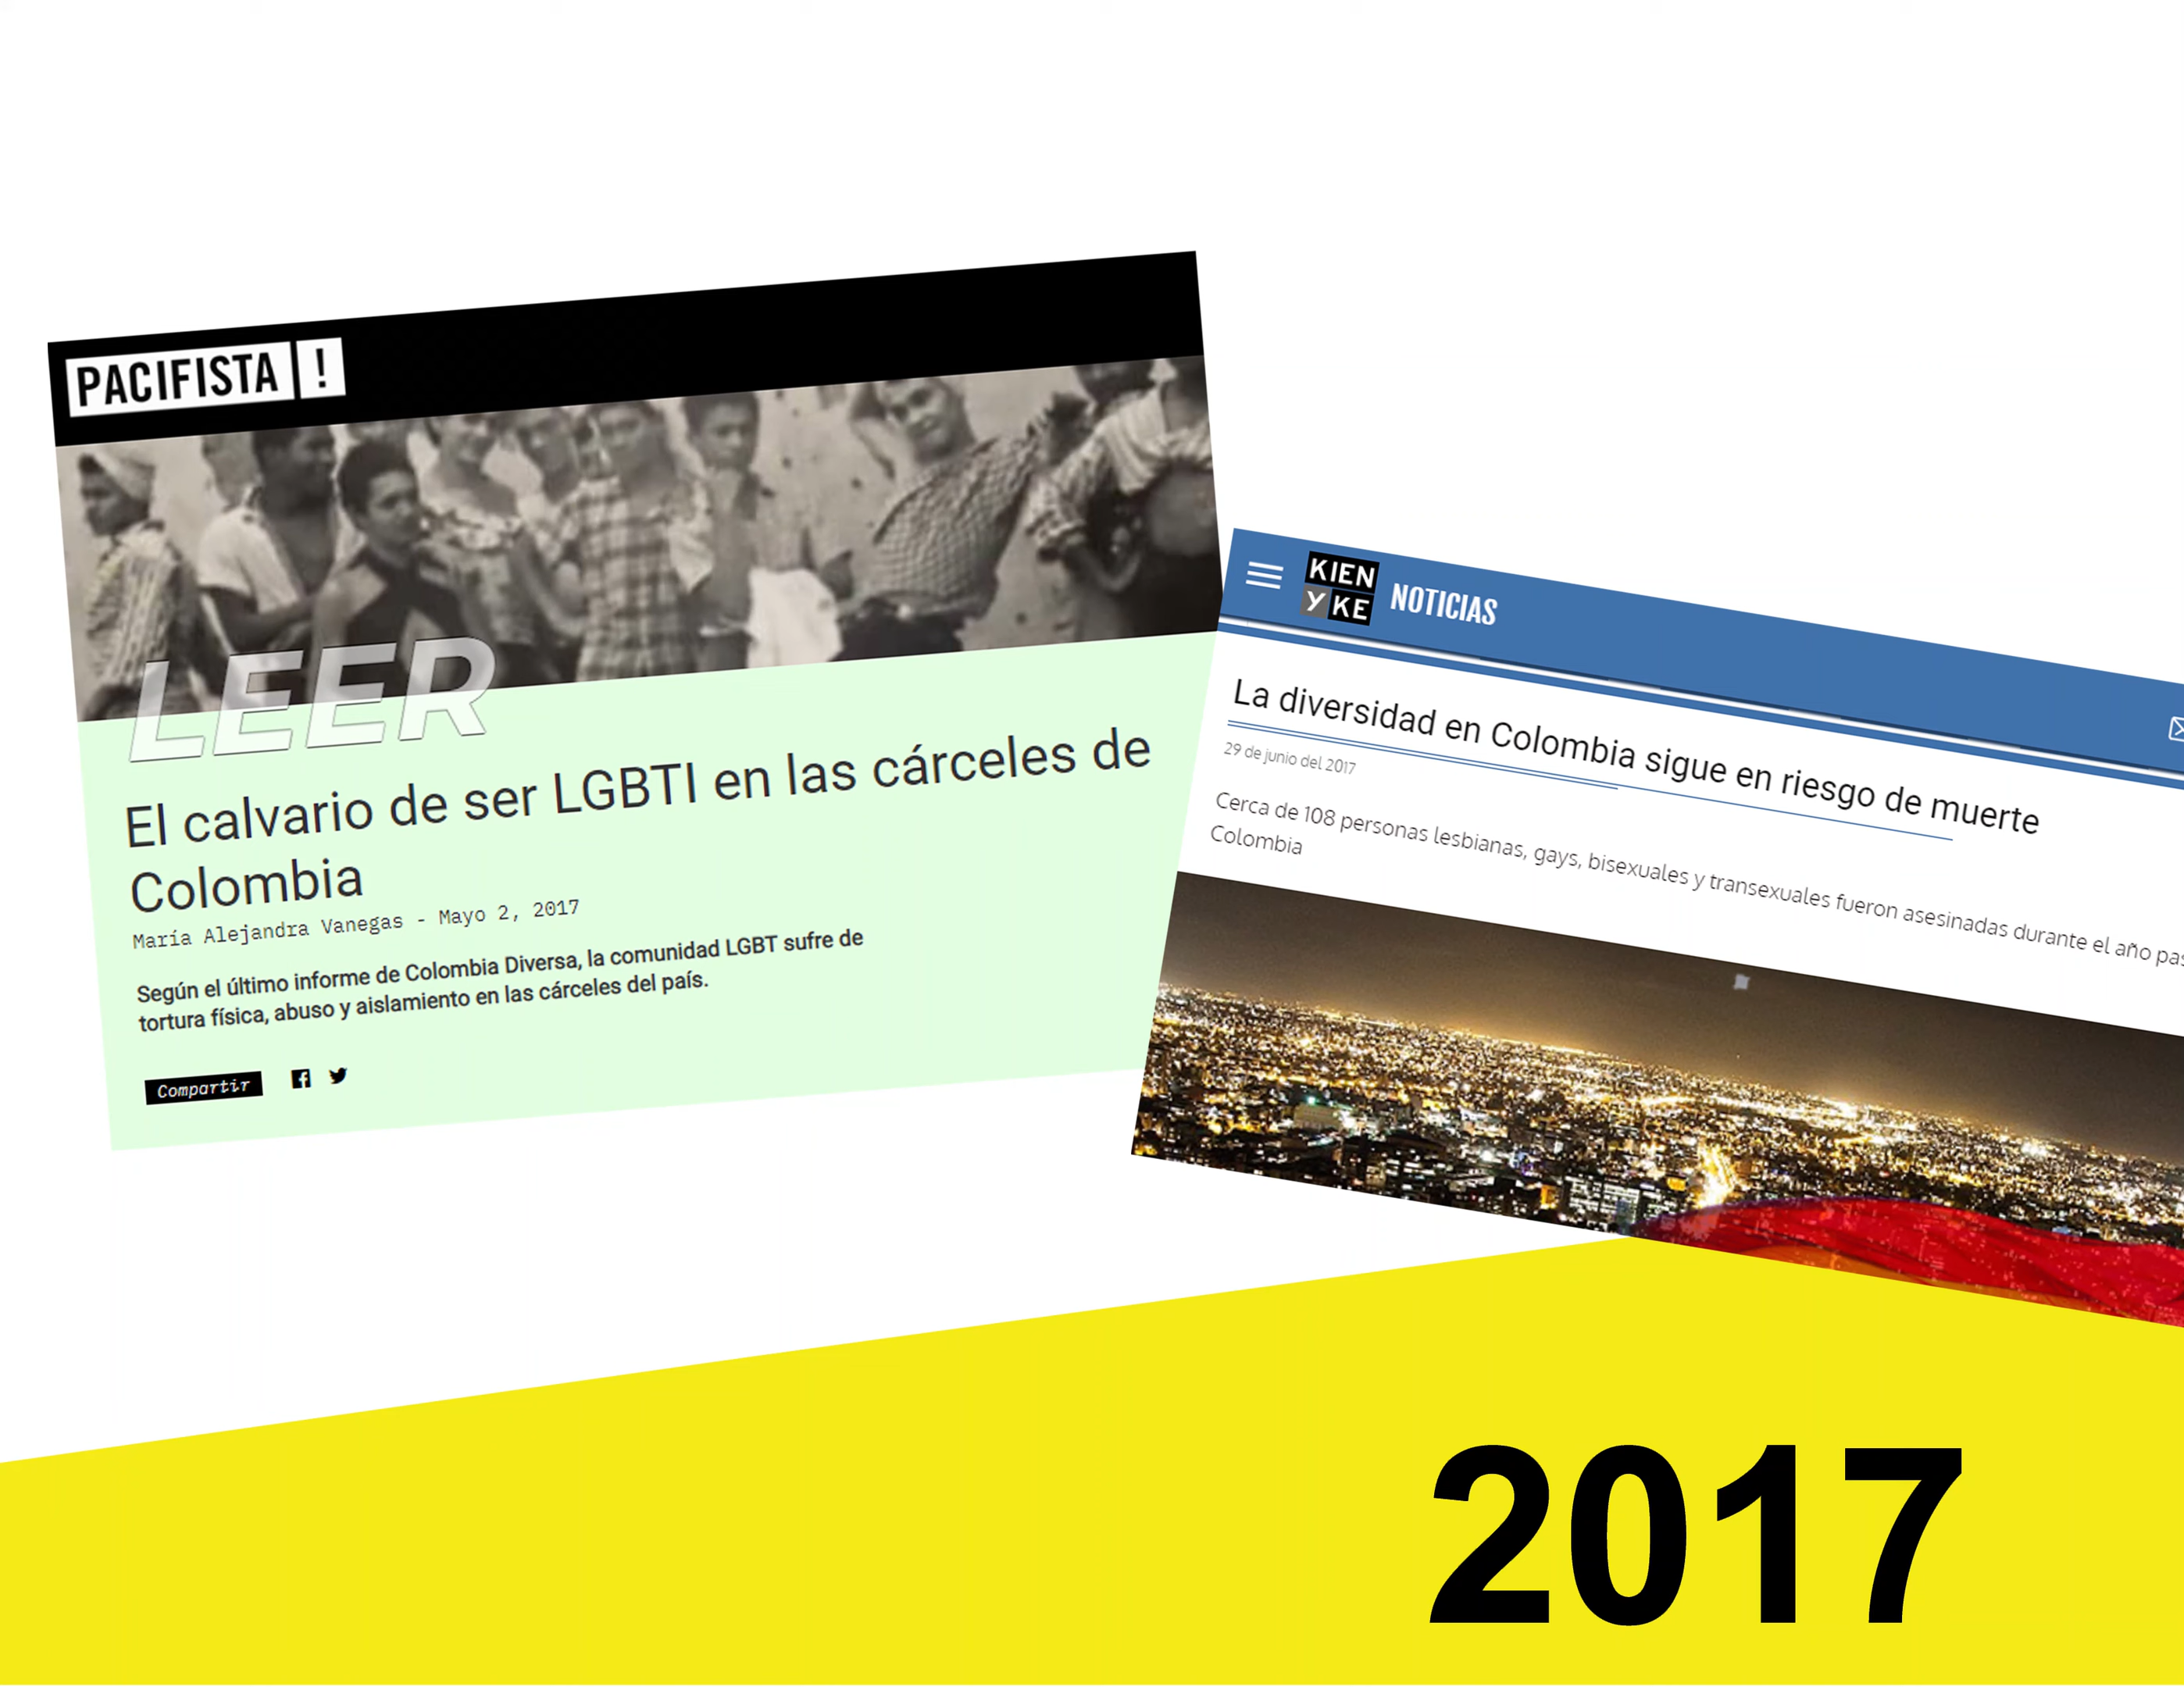 PACIFISTA !
LEER
El calvario de ser LGBTI en las cárceles de
Colombia
María Alejandra Vanegas - Mayo 2, 2017
Según el último informe de Colombia Diversa, la comunidad LGBT sufre de
tortura física, abuso y aislamiento en las cárceles del país.
Compartir
KIEN
Y KE
NOTICIAS
La diversidad en Colombia sigue en riesgo de muerte
29 de junio del 2017
Cerca de 108 personas lesbianas, gays, bisexuales y transexuales fueron asesinadas durante el año
Colombia
2017